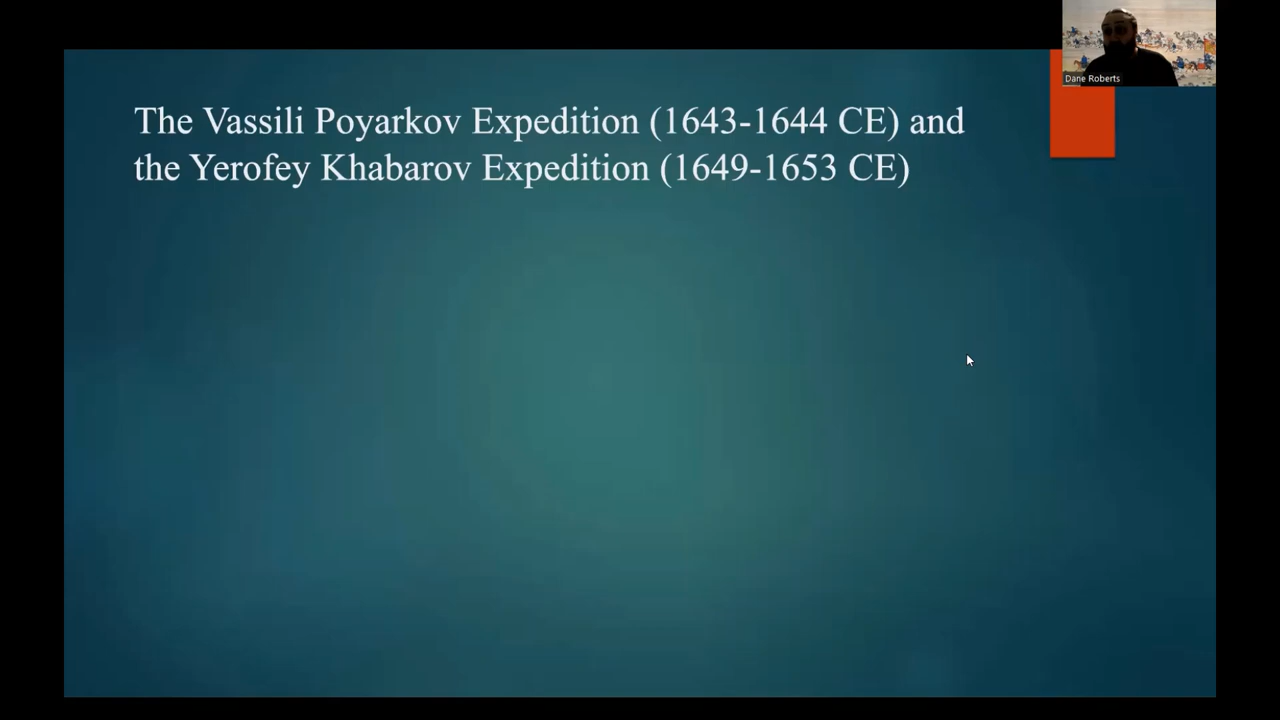 Dane Roberts
The Vassili Poyarkov Expedition (1643-1644 CE) and
the Yerofey Khabarov Expedition (1649-1653 CE)